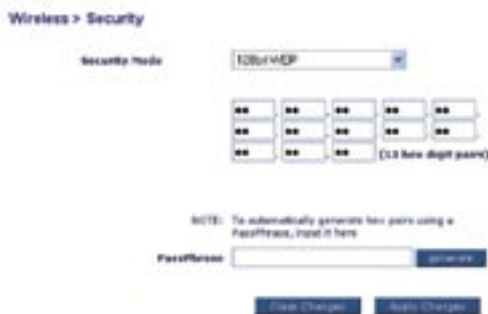 Wireless > Security
Security Mode 128bit WEP
** . ** . ** . ** . ** .
** . ** . ** . ** . ** .
** . ** . ** (13 hex digit pairs)
NOTE: To automatically generate hex pairs using a
PassPhrase, input it here
PassPhrase generate
Clear Changes Apply Changes